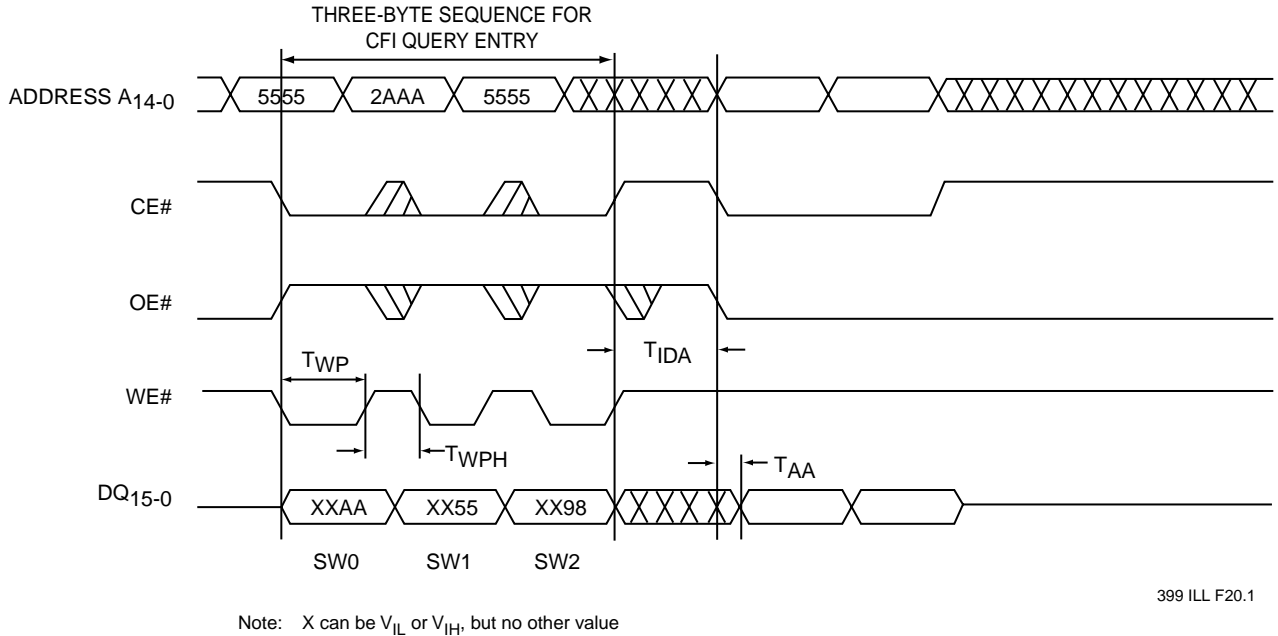 THREE-BYTE SEQUENCE FOR
CFI QUERY ENTRY
ADDRESS A14-0
5555 2AAA 5555
CE#
OE#
TIDA
TWP
WE#
TWPH
TAA
DQ15-0
XXAA XX55 XX98
SW0 SW1 SW2
399 ILL F20.1
Note: X can be VIL or VIH, but no other value